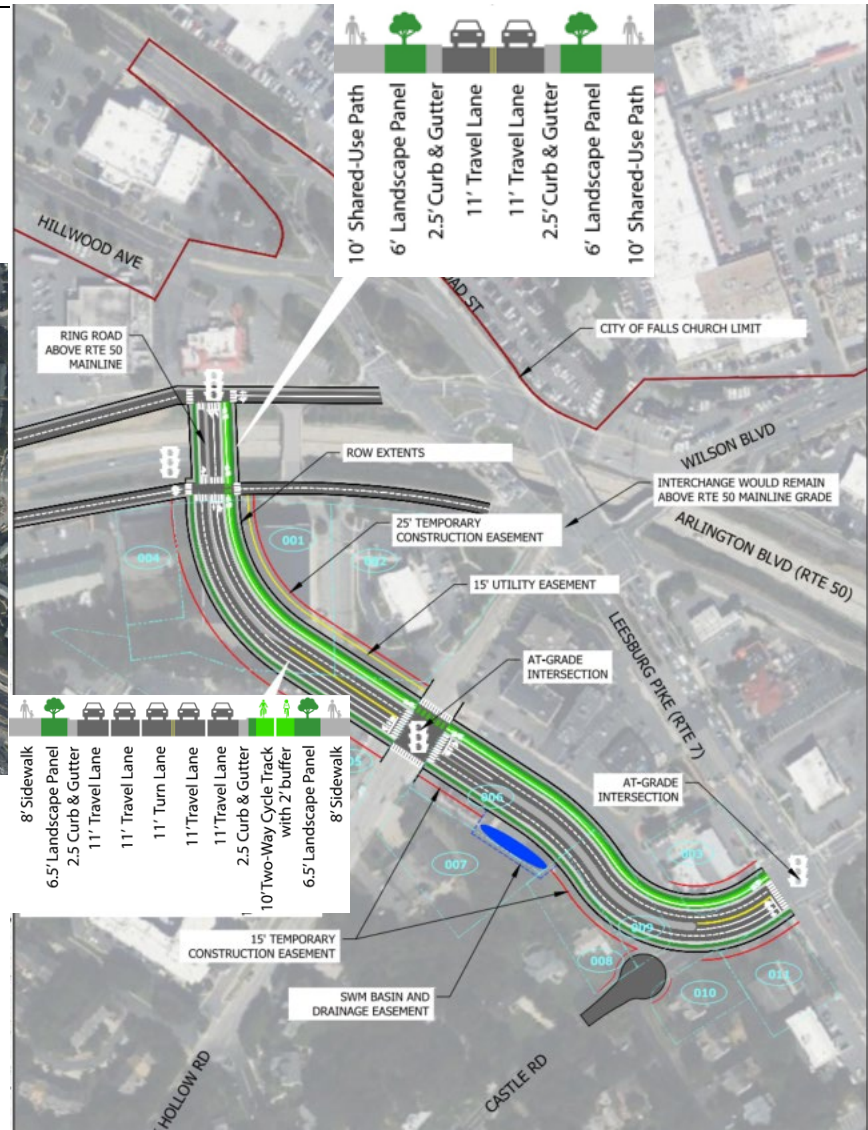 10' Shared-Use Path
6' Landscape Panel
2.5' Curb & Gutter
11' Travel Lane
11' Travel Lane
2.5' Curb & Gutter
6' Landscape Panel
10' Shared-Use Path
HILLWOOD AVE
AD ST
CITY OF FALLS CHURCH LIMIT
RING ROAD
ABOVE RTE 50
MAINLINE
WILSON BLVD
ROW EXTENTS
INTERCHANGE WOULD REMAIN
ABOVE RTE 50 MAINLINE GRADE
25' TEMPORARY
CONSTRUCTION EASEMENT
ARLINGTON BLVD (RTE 50)
001
004
002
15' UTILITY EASEMENT
LEESBURG PIKE (RTE 7)
AT-GRADE
INTERSECTION
8' Sidewalk
6.5' Landscape Panel
2.5 Curb & Gutter
11' Travel Lane
11' Travel Lane
11' Turn Lane
11' Travel Lane
11' Travel Lane
2.5 Curb & Gutter
10' Two-Way Cycle Track
with 2' buffer
6.5' Landscape Panel
8' Sidewalk
05
006
AT-GRADE
INTERSECTION
007
009
008
010
011
15' TEMPORARY
CONSTRUCTION EASEMENT
SWM BASIN AND
DRAINAGE EASEMENT
HOLLOW RD
CASTLE RD